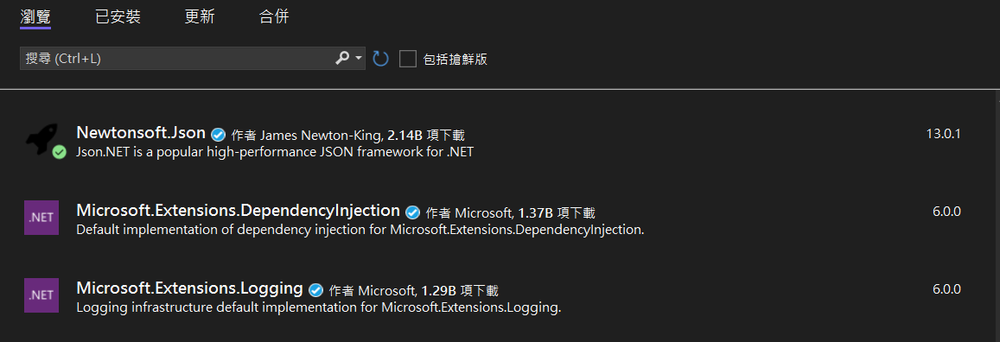 瀏覽 已安裝 更新 合併
搜尋 (Ctrl+L) 包括搶鮮版
Newtonsoft.Json 作者 James Newton-King, 2.14B 項下載 13.0.1
Json.NET is a popular high-performance JSON framework for .NET
.NET Microsoft.Extensions.DependencyInjection 作者 Microsoft, 1.37B 項下載 6.0.0
Default implementation of dependency injection for Microsoft.Extensions.DependencyInjection.
.NET Microsoft.Extensions.Logging 作者 Microsoft, 1.29B 項下載 6.0.0
Logging infrastructure default implementation for Microsoft.Extensions.Logging.